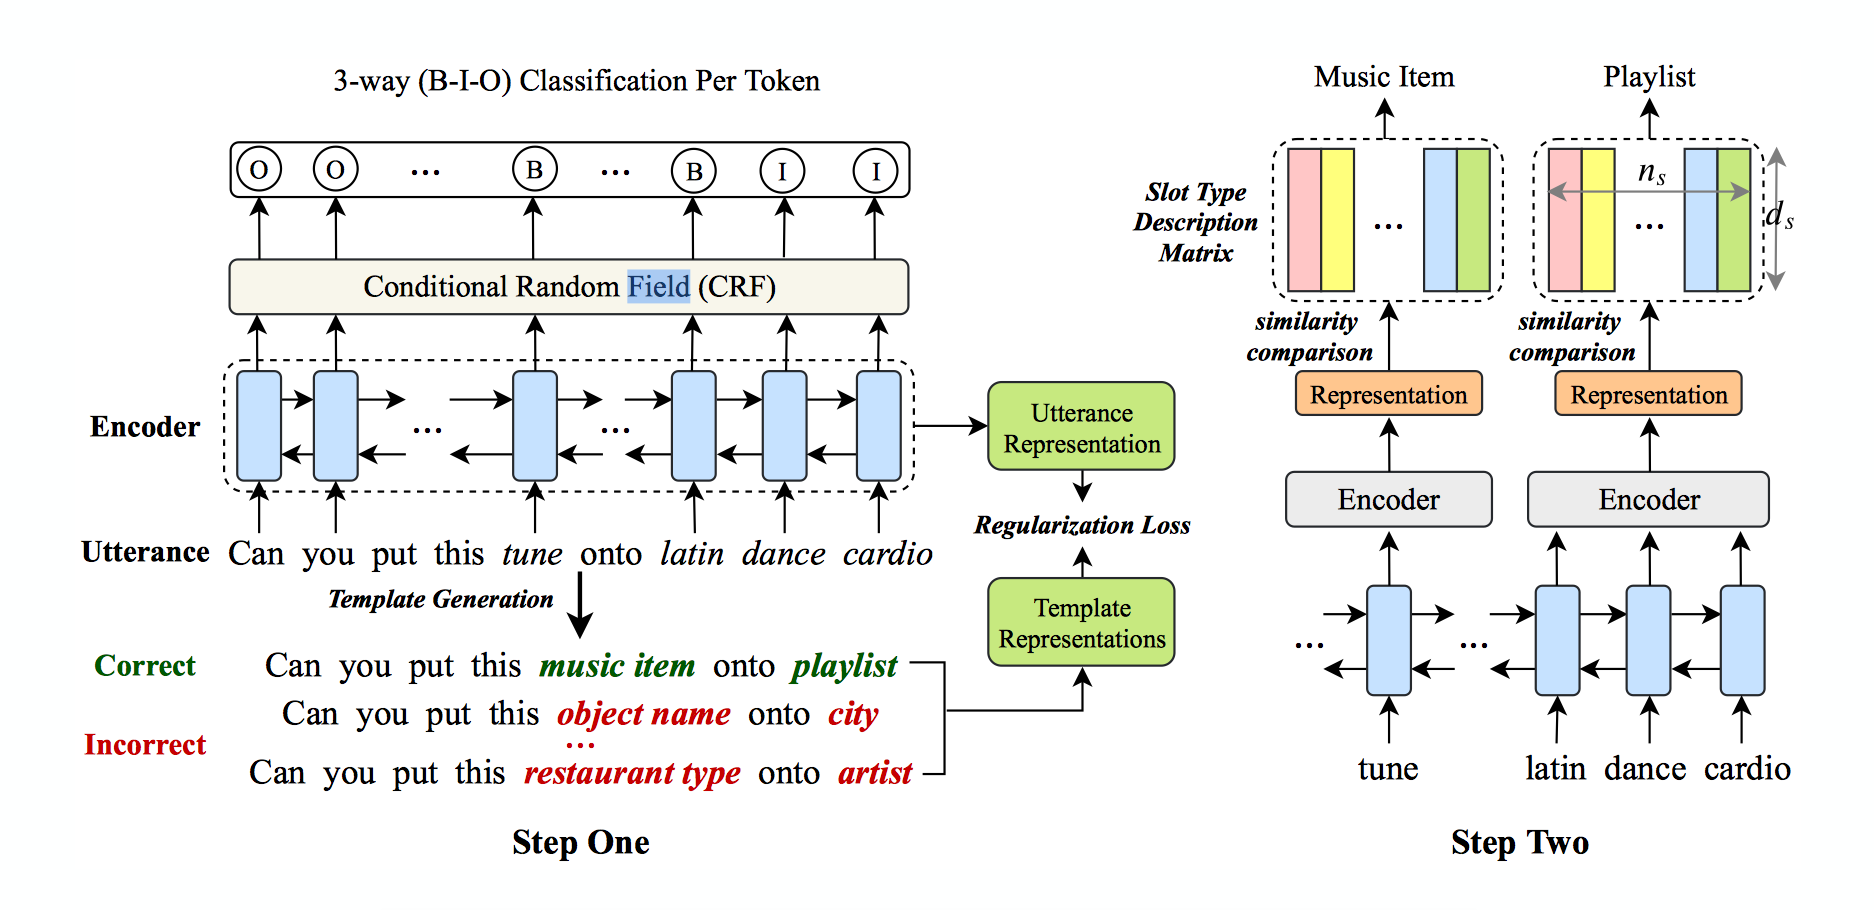 3-way (B-I-O) Classification Per Token
O O ... B ... B I I
Conditional Random Field (CRF)
Encoder
... ...
Utterance Can you put this tune onto latin dance cardio
Template Generation
Correct Can you put this music item onto playlist
Incorrect Can you put this object name onto city
...
Can you put this restaurant type onto artist
Utterance
Representation
Regularization Loss
Template
Representations
Step One
Music Item
Playlist
Slot Type
Description
Matrix
...
n_s
...
d_s
similarity
comparison
similarity
comparison
Representation
Representation
Encoder
Encoder
... ...
tune
latin dance cardio
Step Two